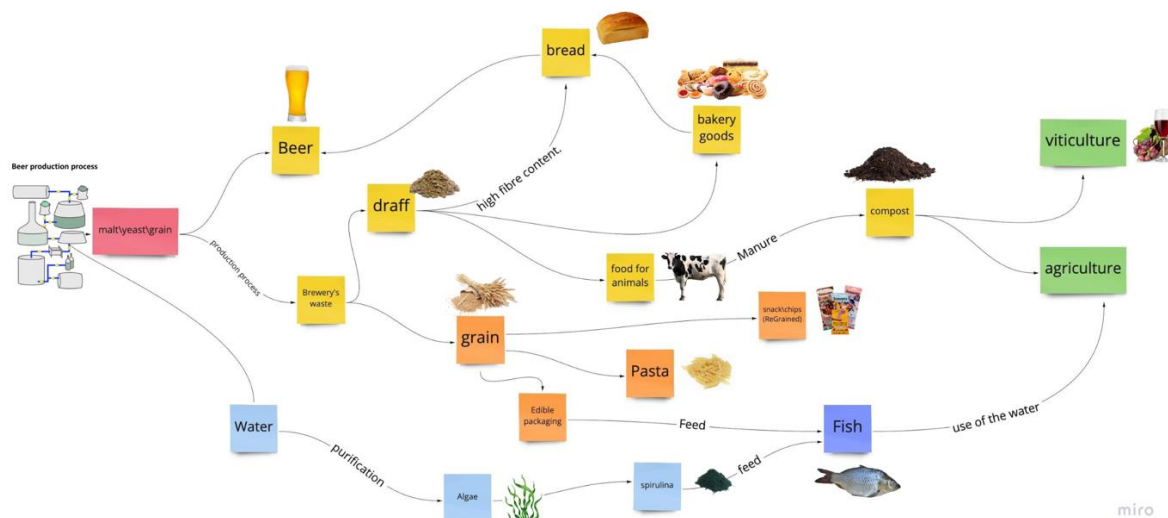 Beer production process
malt\yeast\grain
Beer
production process
Brewery's
waste
draff
high fibre content.
bread
bakery
goods
food for
animals
Manure
compost
viticulture
agriculture
grain
snack\chips
(ReGrained)
Pasta
Edible
packaging
Feed
Fish
use of the water
Water
purification
Algae
spirulina
feed
miro